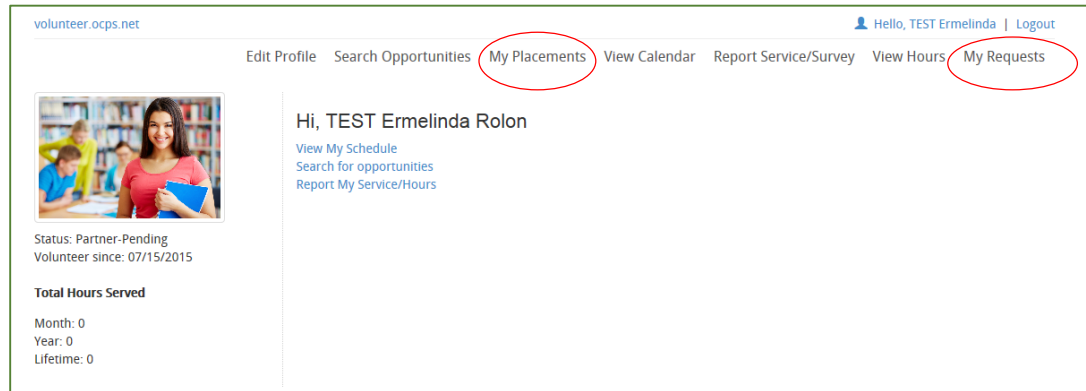 volunteer.ocps.net
Hello, TEST Ermelinda | Logout
Edit Profile Search Opportunities My Placements View Calendar Report Service/Survey View Hours My Requests
Hi, TEST Ermelinda Rolon
View My Schedule
Search for opportunities
Report My Service/Hours
Status: Partner-Pending
Volunteer since: 07/15/2015
Total Hours Served
Month: 0
Year: 0
Lifetime: 0